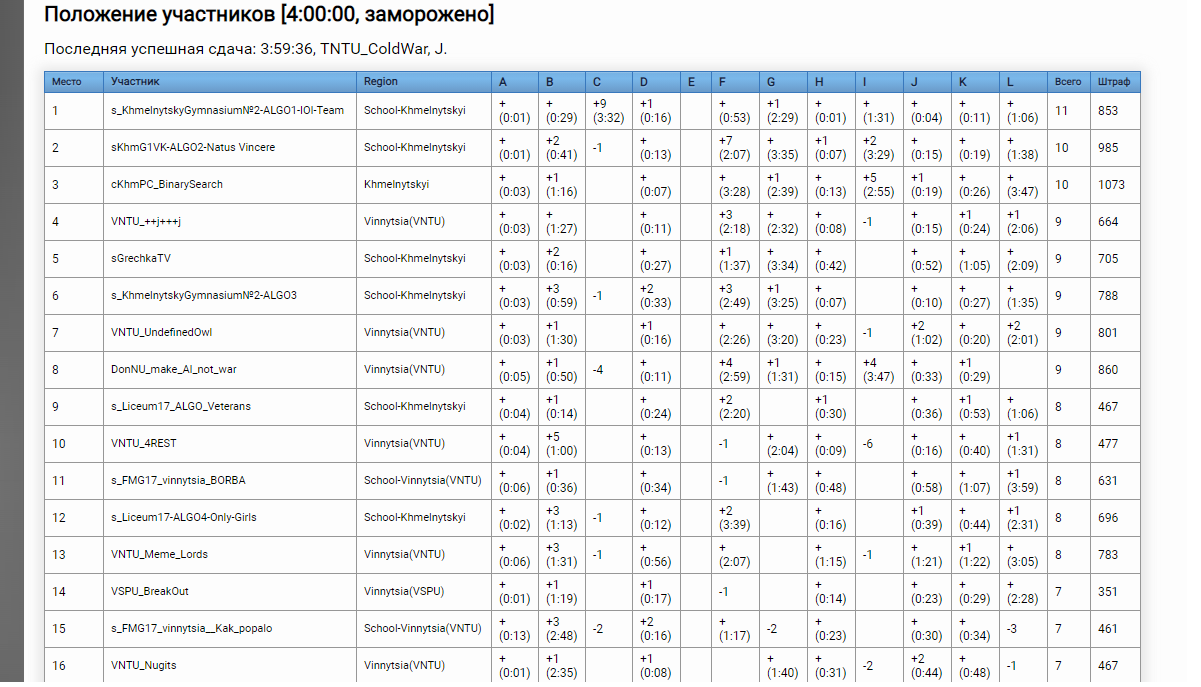 Положение участников [4:00:00, заморожено]
Последняя успешная сдача: 3:59:36, TNTU_ColdWar, J.
Место Участник Region A B C D E F G H I J K L Всего Штраф
1 s_KhmelnytskyGymnasium№2-ALGO1-IOI-Team School-Khmelnytskyi + (0:01) + (0:29) +9 (3:32) +1 (0:16) + (0:53) +1 (2:29) + (0:01) + (1:31) + (0:04) + (0:11) + (1:06) 11 853
2 sKhmG1VK-ALGO2-Natus Vincere School-Khmelnytskyi + (0:01) +2 (0:41) -1 + (0:13) +7 (2:07) + (3:35) +1 (0:07) +2 (3:29) + (0:15) + (0:19) + (1:38) 10 985
3 cKhmPC_BinarySearch Khmelnytskyi + (0:03) +1 (1:16) + (0:07) + (3:28) +1 (2:39) + (0:13) +5 (2:55) +1 (0:19) + (0:26) + (3:47) 10 1073
4 VNTU_++j+++j Vinnytsia(VNTU) + (0:03) + (1:27) + (0:11) +3 (2:18) + (2:32) + (0:08) -1 + (0:15) +1 (0:24) +1 (2:06) 9 664
5 sGrechkaTV School-Khmelnytskyi + (0:03) +2 (0:16) + (0:27) +1 (1:37) + (3:34) + (0:42) + (0:52) + (1:05) + (2:09) 9 705
6 s_KhmelnytskyGymnasium№2-ALGO3 School-Khmelnytskyi + (0:03) +3 (0:59) -1 +2 (0:33) +3 (2:49) +1 (3:25) + (0:07) + (0:10) + (0:27) + (1:35) 9 788
7 VNTU_UndefinedOwl Vinnytsia(VNTU) + (0:03) +1 (1:30) +1 (0:16) + (2:26) + (3:20) + (0:23) -1 +2 (1:02) + (0:20) +2 (2:01) 9 801
8 DonNU_make_AI_not_war Vinnytsia(VNTU) + (0:05) +1 (0:50) -4 + (0:11) +4 (2:59) +1 (1:31) + (0:15) +4 (3:47) + (0:33) +1 (0:29) 9 860
9 s_Liceum17_ALGO_Veterans School-Khmelnytskyi + (0:04) +1 (0:14) + (0:24) +2 (2:20) +1 (0:30) + (0:36) +1 (0:53) + (1:06) 8 467
10 VNTU_4REST Vinnytsia(VNTU) + (0:04) +5 (1:00) + (0:13) -1 + (2:04) + (0:09) -6 + (0:16) + (0:40) +1 (1:31) 8 477
11 s_FMG17_vinnytsia_BORBA School-Vinnytsia(VNTU) + (0:06) +1 (0:36) + (0:34) -1 + (1:43) + (0:48) + (0:58) + (1:07) +1 (3:59) 8 631
12 s_Liceum17-ALGO4-Only-Girls School-Khmelnytskyi + (0:02) +3 (1:13) -1 + (0:12) +2 (3:39) + (0:16) +1 (0:39) + (0:44) +1 (2:31) 8 696
13 VNTU_Meme_Lords Vinnytsia(VNTU) + (0:06) +3 (1:31) -1 + (0:56) + (2:07) + (1:15) -1 + (1:21) +1 (1:22) + (3:05) 8 783
14 VSPU_BreakOut Vinnytsia(VSPU) + (0:01) +1 (1:19) +1 (0:17) -1 + (0:14) + (0:23) + (0:29) + (2:28) 7 351
15 s_FMG17_vinnytsia__Kak_popalo School-Vinnytsia(VNTU) + (0:13) +3 (2:48) -2 +2 (0:16) + (1:17) -2 + (0:23) + (0:30) + (0:34) -3 7 461
16 VNTU_Nugits Vinnytsia(VNTU) + (0:01) +1 (2:35) +1 (0:08) + (1:40) + (0:31) -2 +2 (0:44) + (0:48) -1 7 467